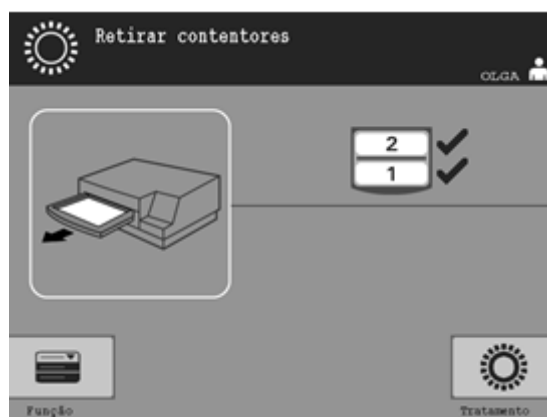 Retirar contentores
OLGA
2
1
Função
Tratamento